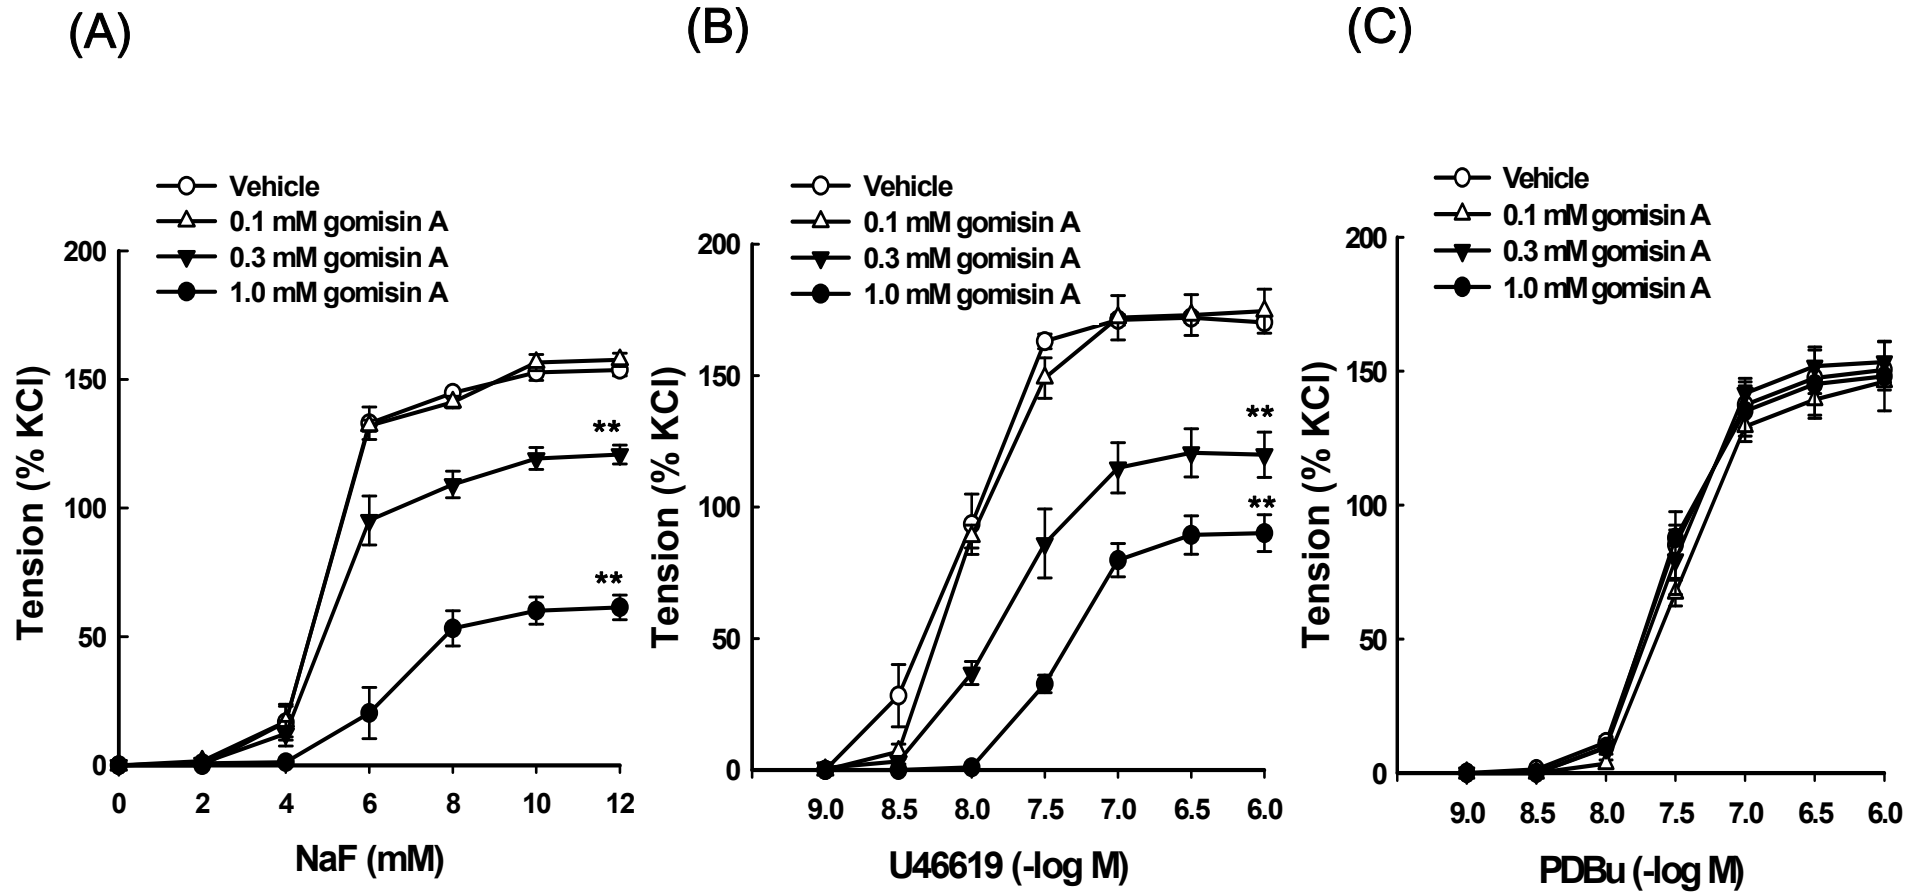 (A)
Vehicle
0.1 mM gomisin A
0.3 mM gomisin A
1.0 mM gomisin A
200
150
100
50
0
Tension (% KCl)
**
**
0 2 4 6 8 10 12
NaF (mM)
(B)
Vehicle
0.1 mM gomisin A
0.3 mM gomisin A
1.0 mM gomisin A
200
150
100
50
0
Tension (% KCl)
**
**
9.0 8.5 8.0 7.5 7.0 6.5 6.0
U46619 (-log M)
(C)
Vehicle
0.1 mM gomisin A
0.3 mM gomisin A
1.0 mM gomisin A
200
150
100
50
0
Tension (% KCl)
9.0 8.5 8.0 7.5 7.0 6.5 6.0
PDBu (-log M)